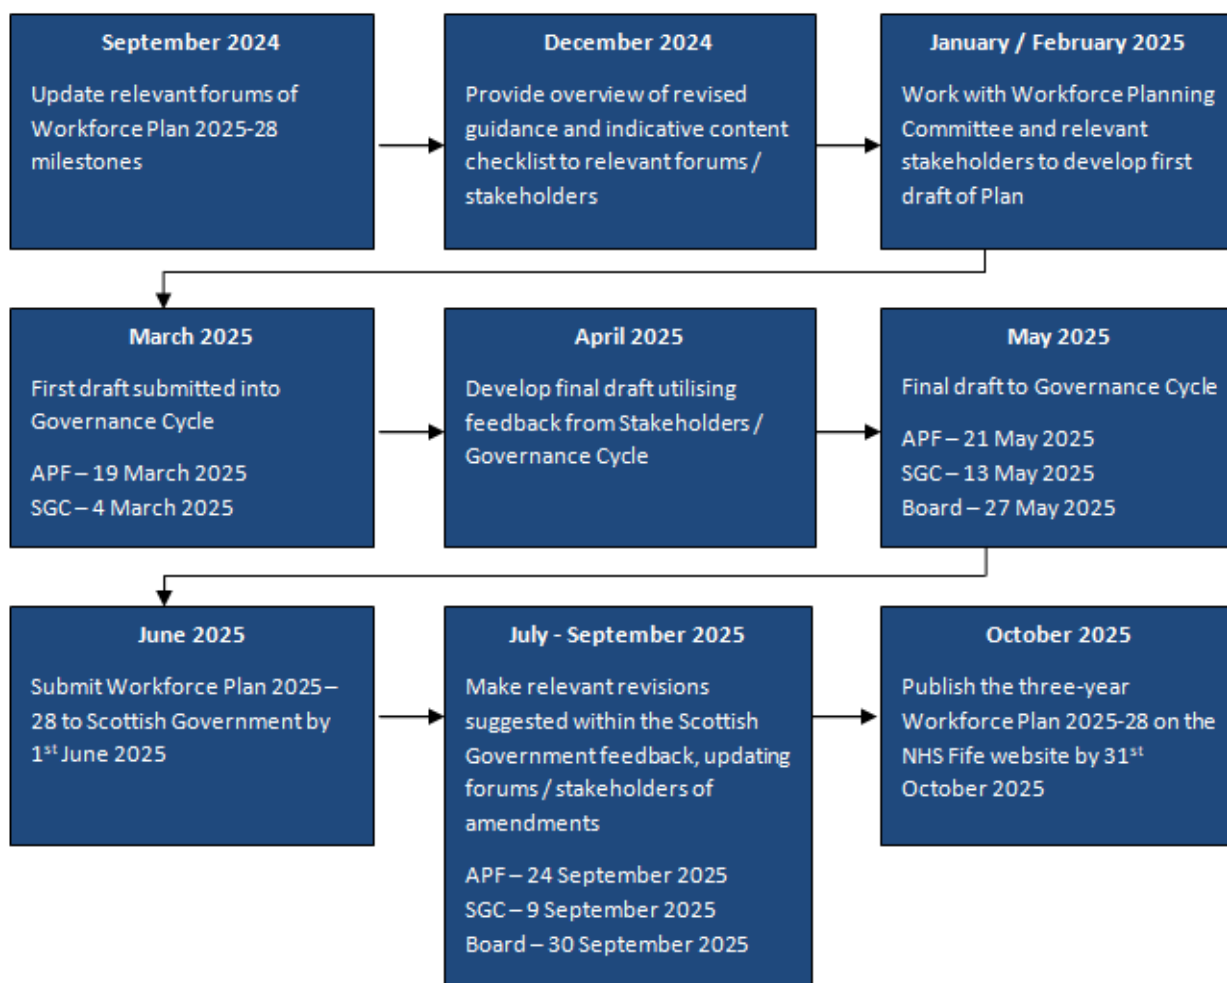 September 2024
Update relevant forums of
Workforce Plan 2025-28
milestones
December 2024
Provide overview of revised
guidance and indicative content
checklist to relevant forums /
stakeholders
January / February 2025
Work with Workforce Planning
Committee and relevant
stakeholders to develop first
draft of Plan
March 2025
First draft submitted into
Governance Cycle
APF – 19 March 2025
SGC – 4 March 2025
April 2025
Develop final draft utilising
feedback from Stakeholders /
Governance Cycle
May 2025
Final draft to Governance Cycle
APF – 21 May 2025
SGC – 13 May 2025
Board – 27 May 2025
June 2025
Submit Workforce Plan 2025 –
28 to Scottish Government by
1st June 2025
July - September 2025
Make relevant revisions
suggested within the Scottish
Government feedback, updating
forums / stakeholders of
amendments
APF – 24 September 2025
SGC – 9 September 2025
Board – 30 September 2025
October 2025
Publish the three-year
Workforce Plan 2025-28 on the
NHS Fife website by 31st
October 2025